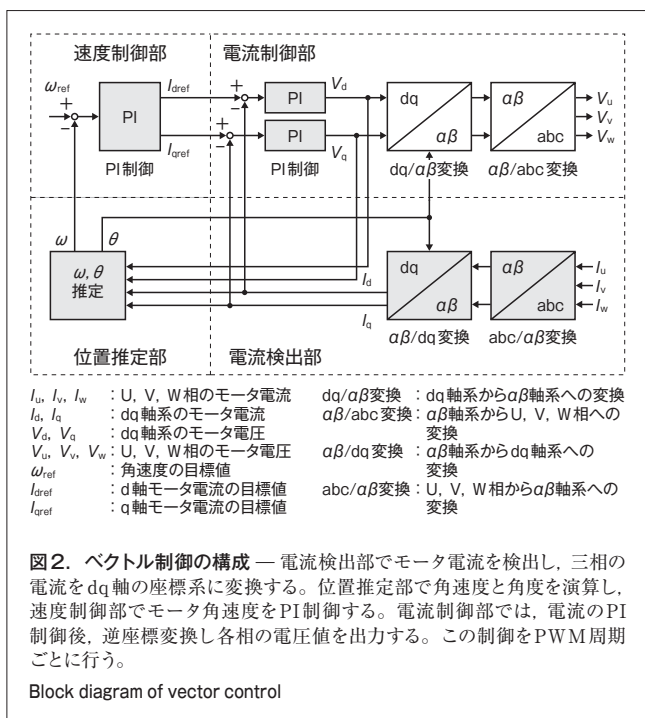 速度制御部
電流制御部
ωref
+
−
PI
PI制御
Idref
Iqref
+
−
+
−
PI
Vd
PI
Vq
PI制御
dq
αβ
dq/αβ変換
αβ
abc
αβ/abc変換
Vu
Vv
Vw
ω
θ
ω, θ
推定
位置推定部
Id
Iq
dq
αβ
αβ/dq変換
αβ
abc
abc/αβ変換
Iu
Iv
Iw
電流検出部
Iu, Iv, Iw :U, V, W相のモータ電流
Id, Iq :dq軸系のモータ電流
Vd, Vq :dq軸系のモータ電圧
Vu, Vv, Vw :U, V, W相のモータ電圧
ωref :角速度の目標値
Idref :d軸モータ電流の目標値
Iqref :q軸モータ電流の目標値
dq/αβ変換 :dq軸系からαβ軸系への変換
αβ/abc変換:αβ軸系からU, V, W相への
変換
αβ/dq変換 :αβ軸系からdq軸系への
変換
abc/αβ変換:U, V, W相からαβ軸系への
変換
図2. ベクトル制御の構成 ― 電流検出部でモータ電流を検出し,三相の
電流をdq軸の座標系に変換する。位置推定部で角速度と角度を演算し,
速度制御部でモータ角速度をPI制御する。電流制御部では,電流のPI
制御後,逆座標変換し各相の電圧値を出力する。この制御をPWM周期
ごとに行う。
Block diagram of vector control